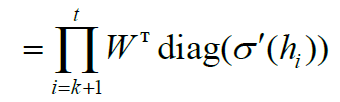 = ∏_{i=k+1}^{t} W^T diag(σ′(h_i))